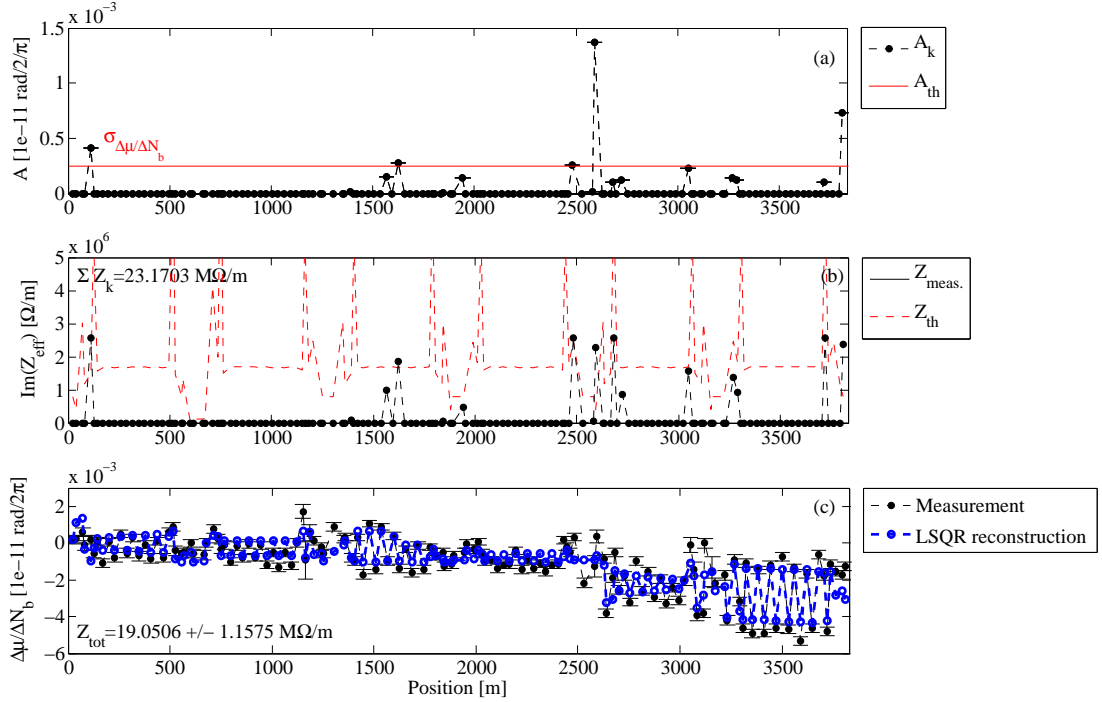 x 10^−3
1.5
1
0.5
0
A [1e−11 rad/2/π]
(a)
σ_{Δμ/ΔN_b}
A_k
A_th
0 500 1000 1500 2000 2500 3000 3500
x 10^6
5
4
3
2
1
0
Im(Z_eff) [Ω/m]
Σ Z_k=23.1703 MΩ/m
(b)
Z_meas.
Z_th
0 500 1000 1500 2000 2500 3000 3500
x 10^−3
0
−2
−4
−6
Δμ/ΔN_b [1e−11 rad/2π]
(c)
Z_tot=19.0506 +/− 1.1575 MΩ/m
Measurement
LSQR reconstruction
0 500 1000 1500 2000 2500 3000 3500
Position [m]